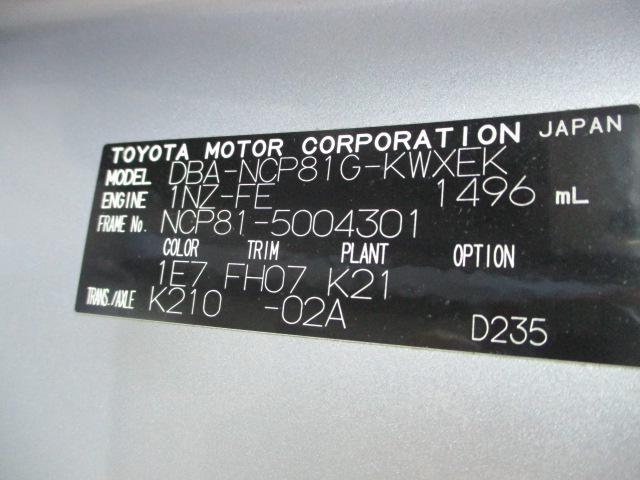 TOYOTA MOTOR CORPORATION JAPAN
MODEL DBA-NCP81G-KWXEK
ENGINE 1NZ-FE 1496 mL
FRAME No. NCP81-5004301
COLOR TRIM PLANT OPTION
1E7 FH07 K21
TRANS./AXLE K210 -02A
D235